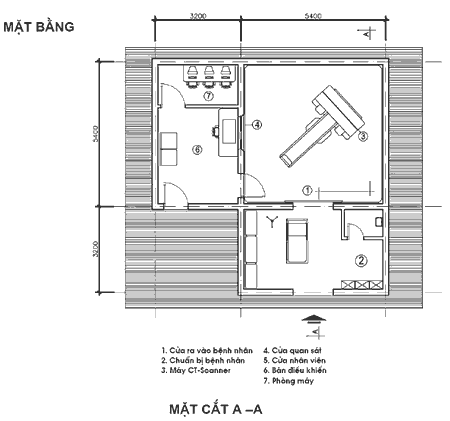 3200 5400
MẶT BẰNG
A
7
4
3
6
5400
1
3200
2
A
1. Cửa ra vào bệnh nhân 4. Cửa quan sát
2. Chuẩn bị bệnh nhân 5. Cửa nhân viên
3. Máy CT-Scanner 6. Bàn điều khiển
7. Phòng máy
MẶT CẮT A –A